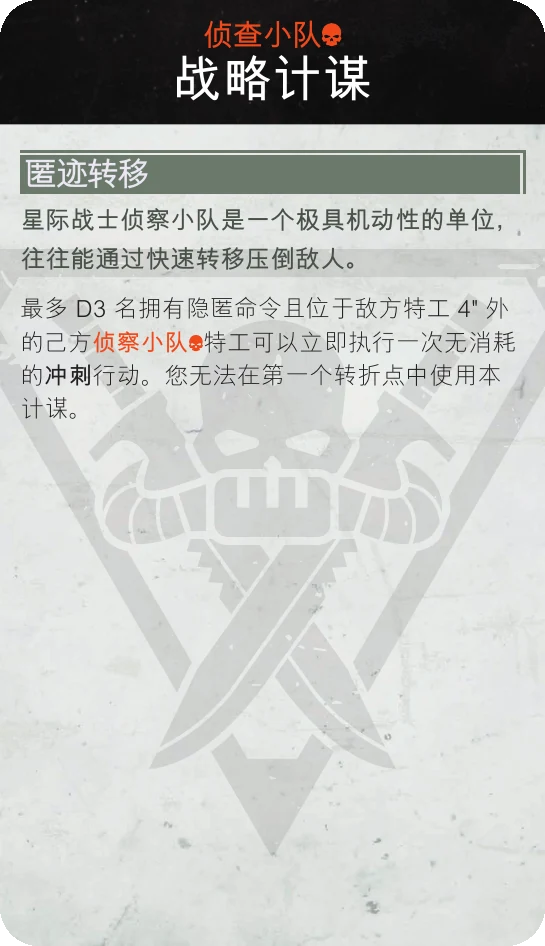 侦查小队
战略计谋
匿迹转移
星际战士侦察小队是一个极具机动性的单位，
往往能通过快速转移压倒敌人。
最多 D3 名拥有隐匿命令且位于敌方特工 4" 外
的己方侦察小队特工可以立即执行一次无消耗
的冲刺行动。您无法在第一个转折点中使用本
计谋。